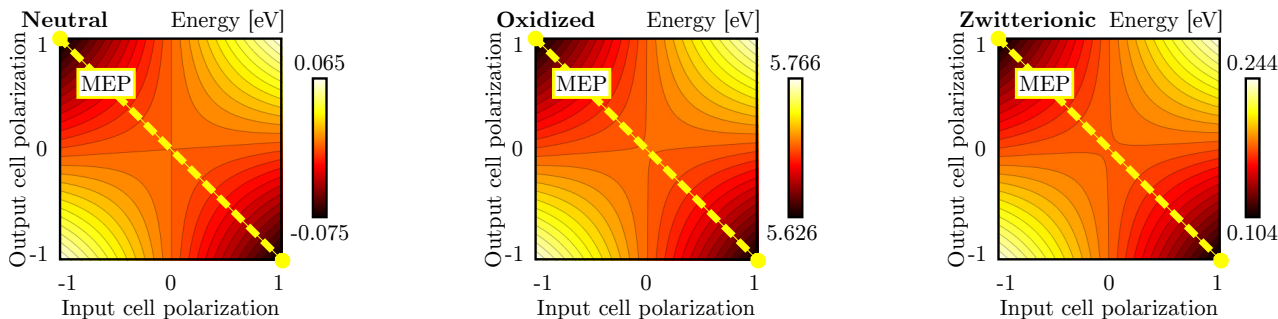 Neutral Energy [eV]
Output cell polarization
1
0
-1
MEP
0.065
-0.075
-1 0 1
Input cell polarization
Oxidized Energy [eV]
Output cell polarization
1
0
-1
MEP
5.766
5.626
-1 0 1
Input cell polarization
Zwitterionic Energy [eV]
Output cell polarization
1
0
-1
MEP
0.244
0.104
-1 0 1
Input cell polarization